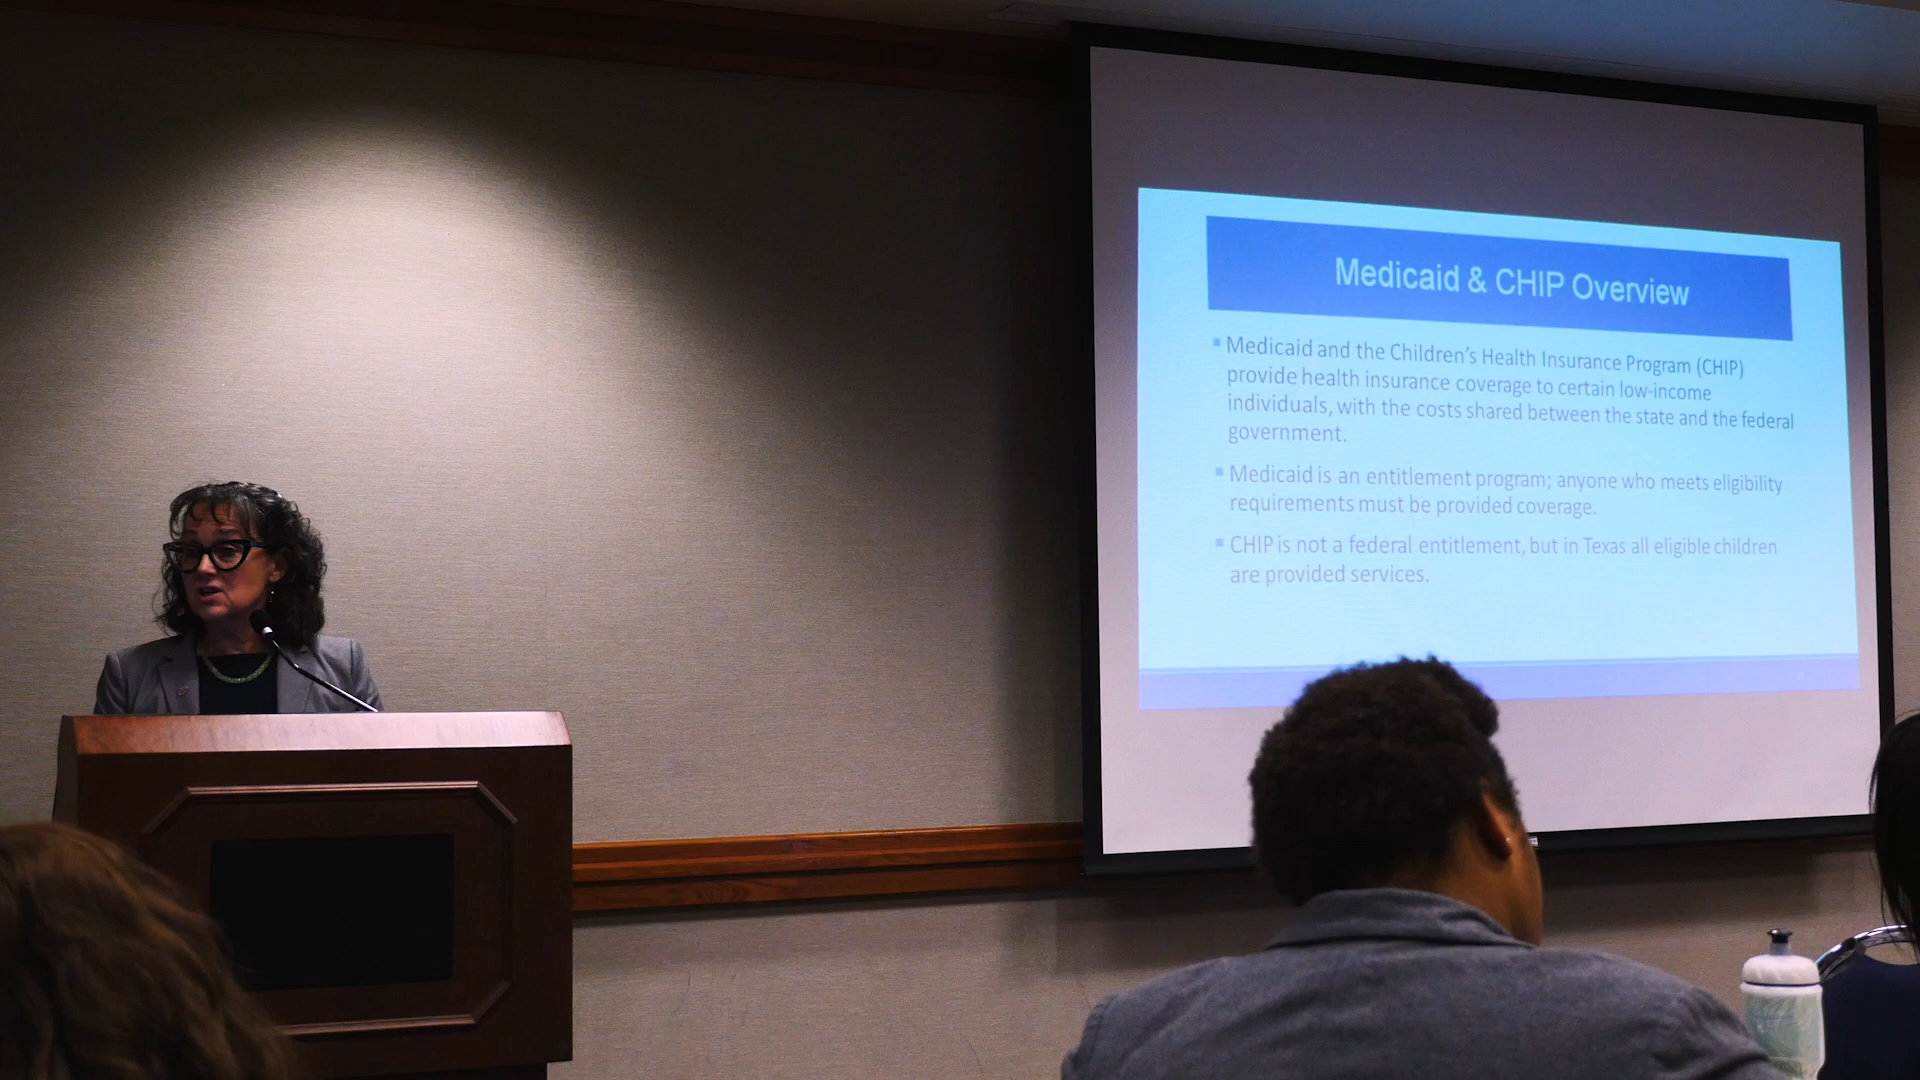 Medicaid & CHIP Overview
▪ Medicaid and the Children's Health Insurance Program (CHIP)
provide health insurance coverage to certain low-income
individuals, with the costs shared between the state and the federal
government.
▪ Medicaid is an entitlement program; anyone who meets eligibility
requirements must be provided coverage.
▪ CHIP is not a federal entitlement, but in Texas all eligible children
are provided services.